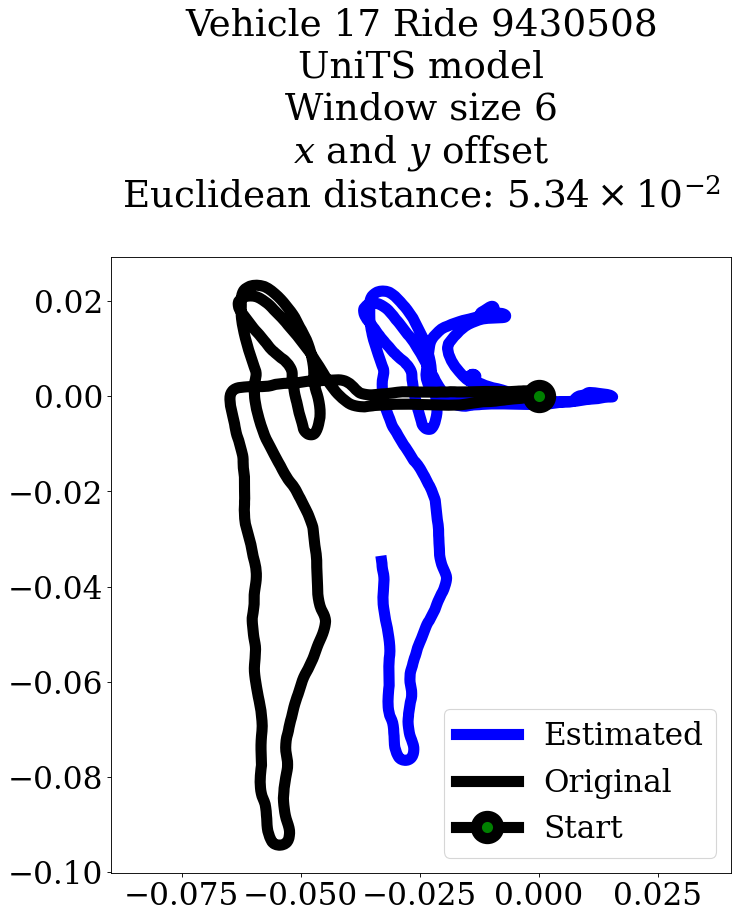 Vehicle 17 Ride 9430508
UniTS model
Window size 6
x and y offset
Euclidean distance: 5.34 × 10⁻²
0.02
0.00
−0.02
−0.04
−0.06
−0.08
−0.10
Estimated
Original
Start
−0.075 −0.050 −0.025 0.000 0.025